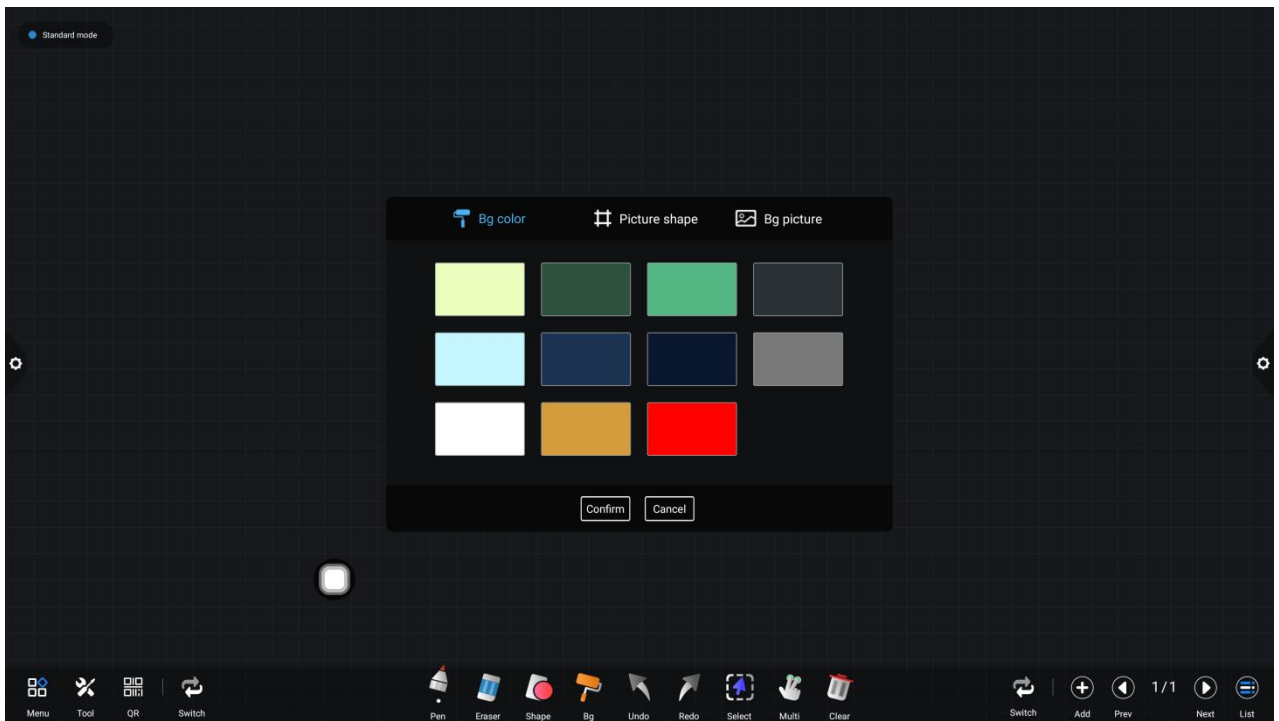 Standard mode
Bg color Picture shape Bg picture
Confirm Cancel
Menu Tool QR Switch Pen Eraser Shape Bg Undo Redo Select Multi Clear Switch Add Prev 1/1 Next List